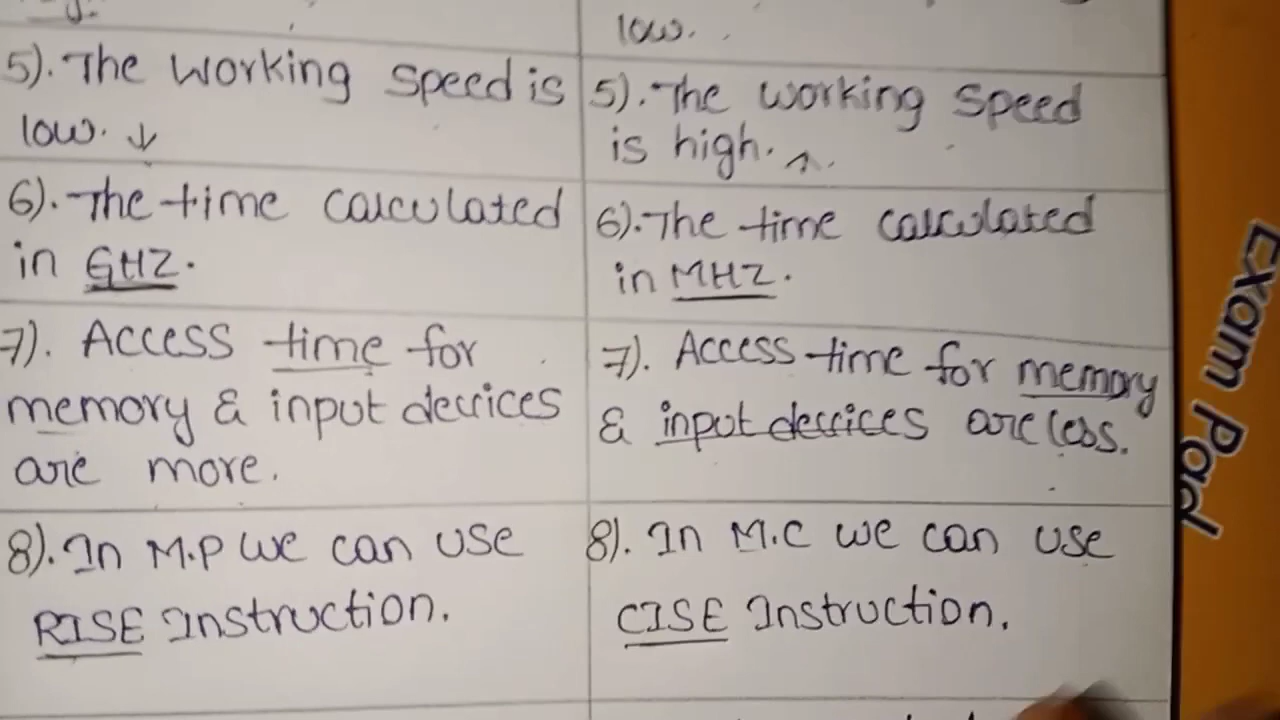 low.
5). The working speed is
low. ↓
5). The working speed
is high. ↑.
6). The time calculated
in GHZ.
6). The time calculated
in MHZ.
7). Access time for
memory & input devices
are more.
7). Access time for memory
& input devices are less.
8). In M.P we can use
RISE Instruction.
8). In M.C we can use
CISE Instruction.
Exam Pad